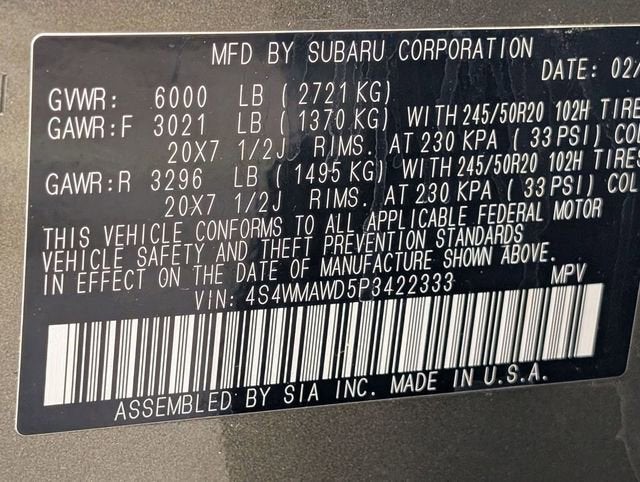 MFD BY SUBARU CORPORATION
DATE: 02/
GVWR: 6000 LB ( 2721 KG)
GAWR:F 3021 LB ( 1370 KG) WITH 245/50R20 102H TIRE
20X7 1/2J RIMS. AT 230 KPA ( 33 PSI) COL
GAWR:R 3296 LB ( 1495 KG) WITH 245/50R20 102H TIRES
20X7 1/2J RIMS. AT 230 KPA ( 33 PSI) COL
THIS VEHICLE CONFORMS TO ALL APPLICABLE FEDERAL MOTOR
VEHICLE SAFETY AND THEFT PREVENTION STANDARDS
IN EFFECT ON THE DATE OF MANUFACTURE SHOWN ABOVE.
VIN: 4S4WMAWD5P3422333 MPV
ASSEMBLED BY SIA INC. MADE IN U.S.A.